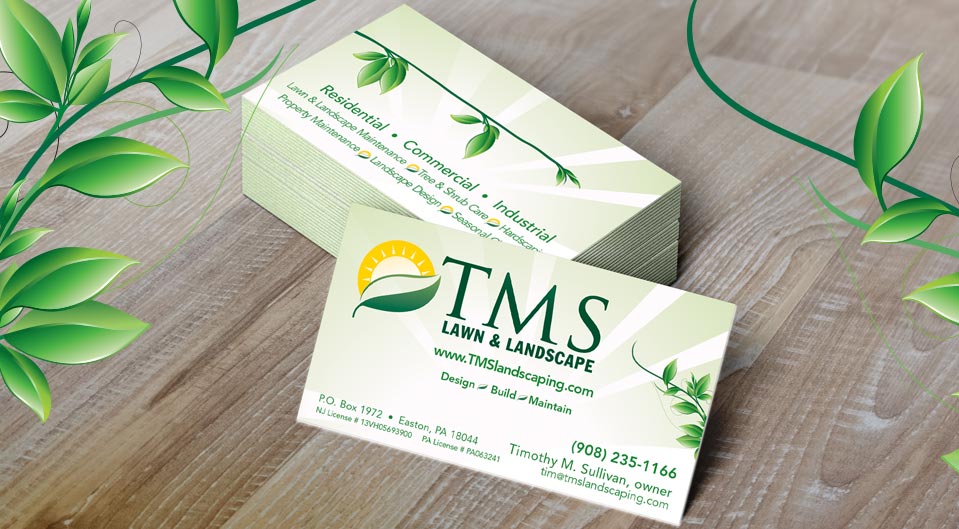 Residential • Commercial • Industrial
Lawn & Landscape Maintenance Tree & Shrub Care
Property Maintenance Landscape Design Seasonal
TMS
LAWN & LANDSCAPE
www.TMSlandscaping.com
Design Build Maintain
P.O. Box 1972 • Easton, PA 18044
NJ License # 13VH05693900 PA License # PA063241
(908) 235-1166
Timothy M. Sullivan, owner
tim@tmslandscaping.com